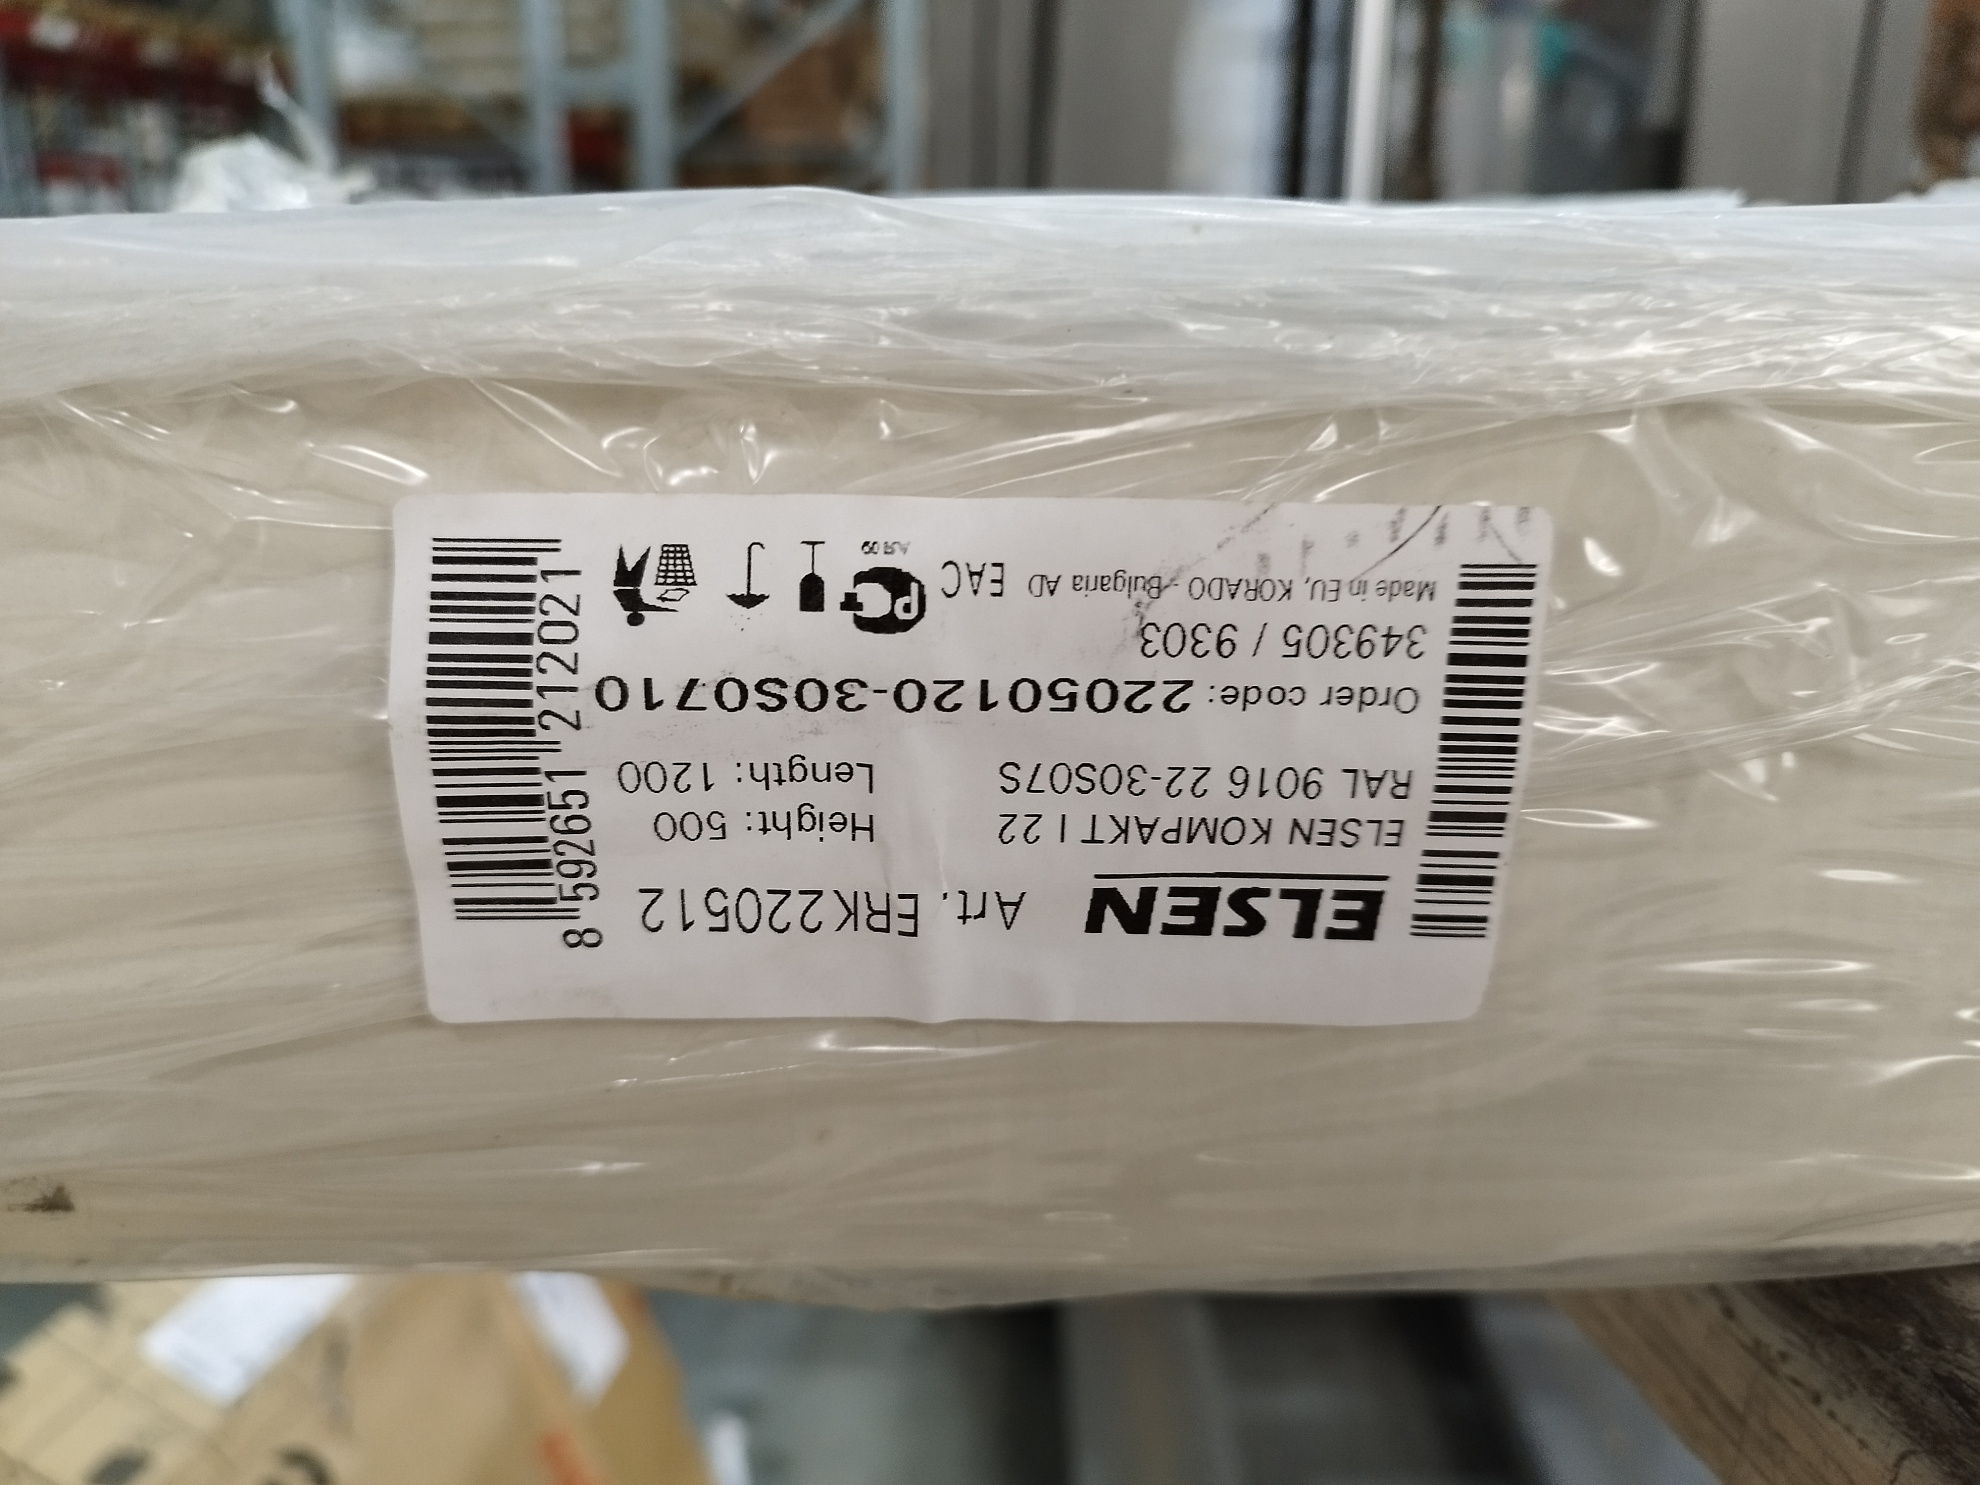 ELSEN Art. ERK220512
ELSEN KOMPAKT I 22 Height: 500
RAL 9016 22-30S07S Length: 1200
Order code: 22050120-30S0710
349305 / 9303
Made in EU, KORADO - Bulgaria AD EAC
8 592651 212021